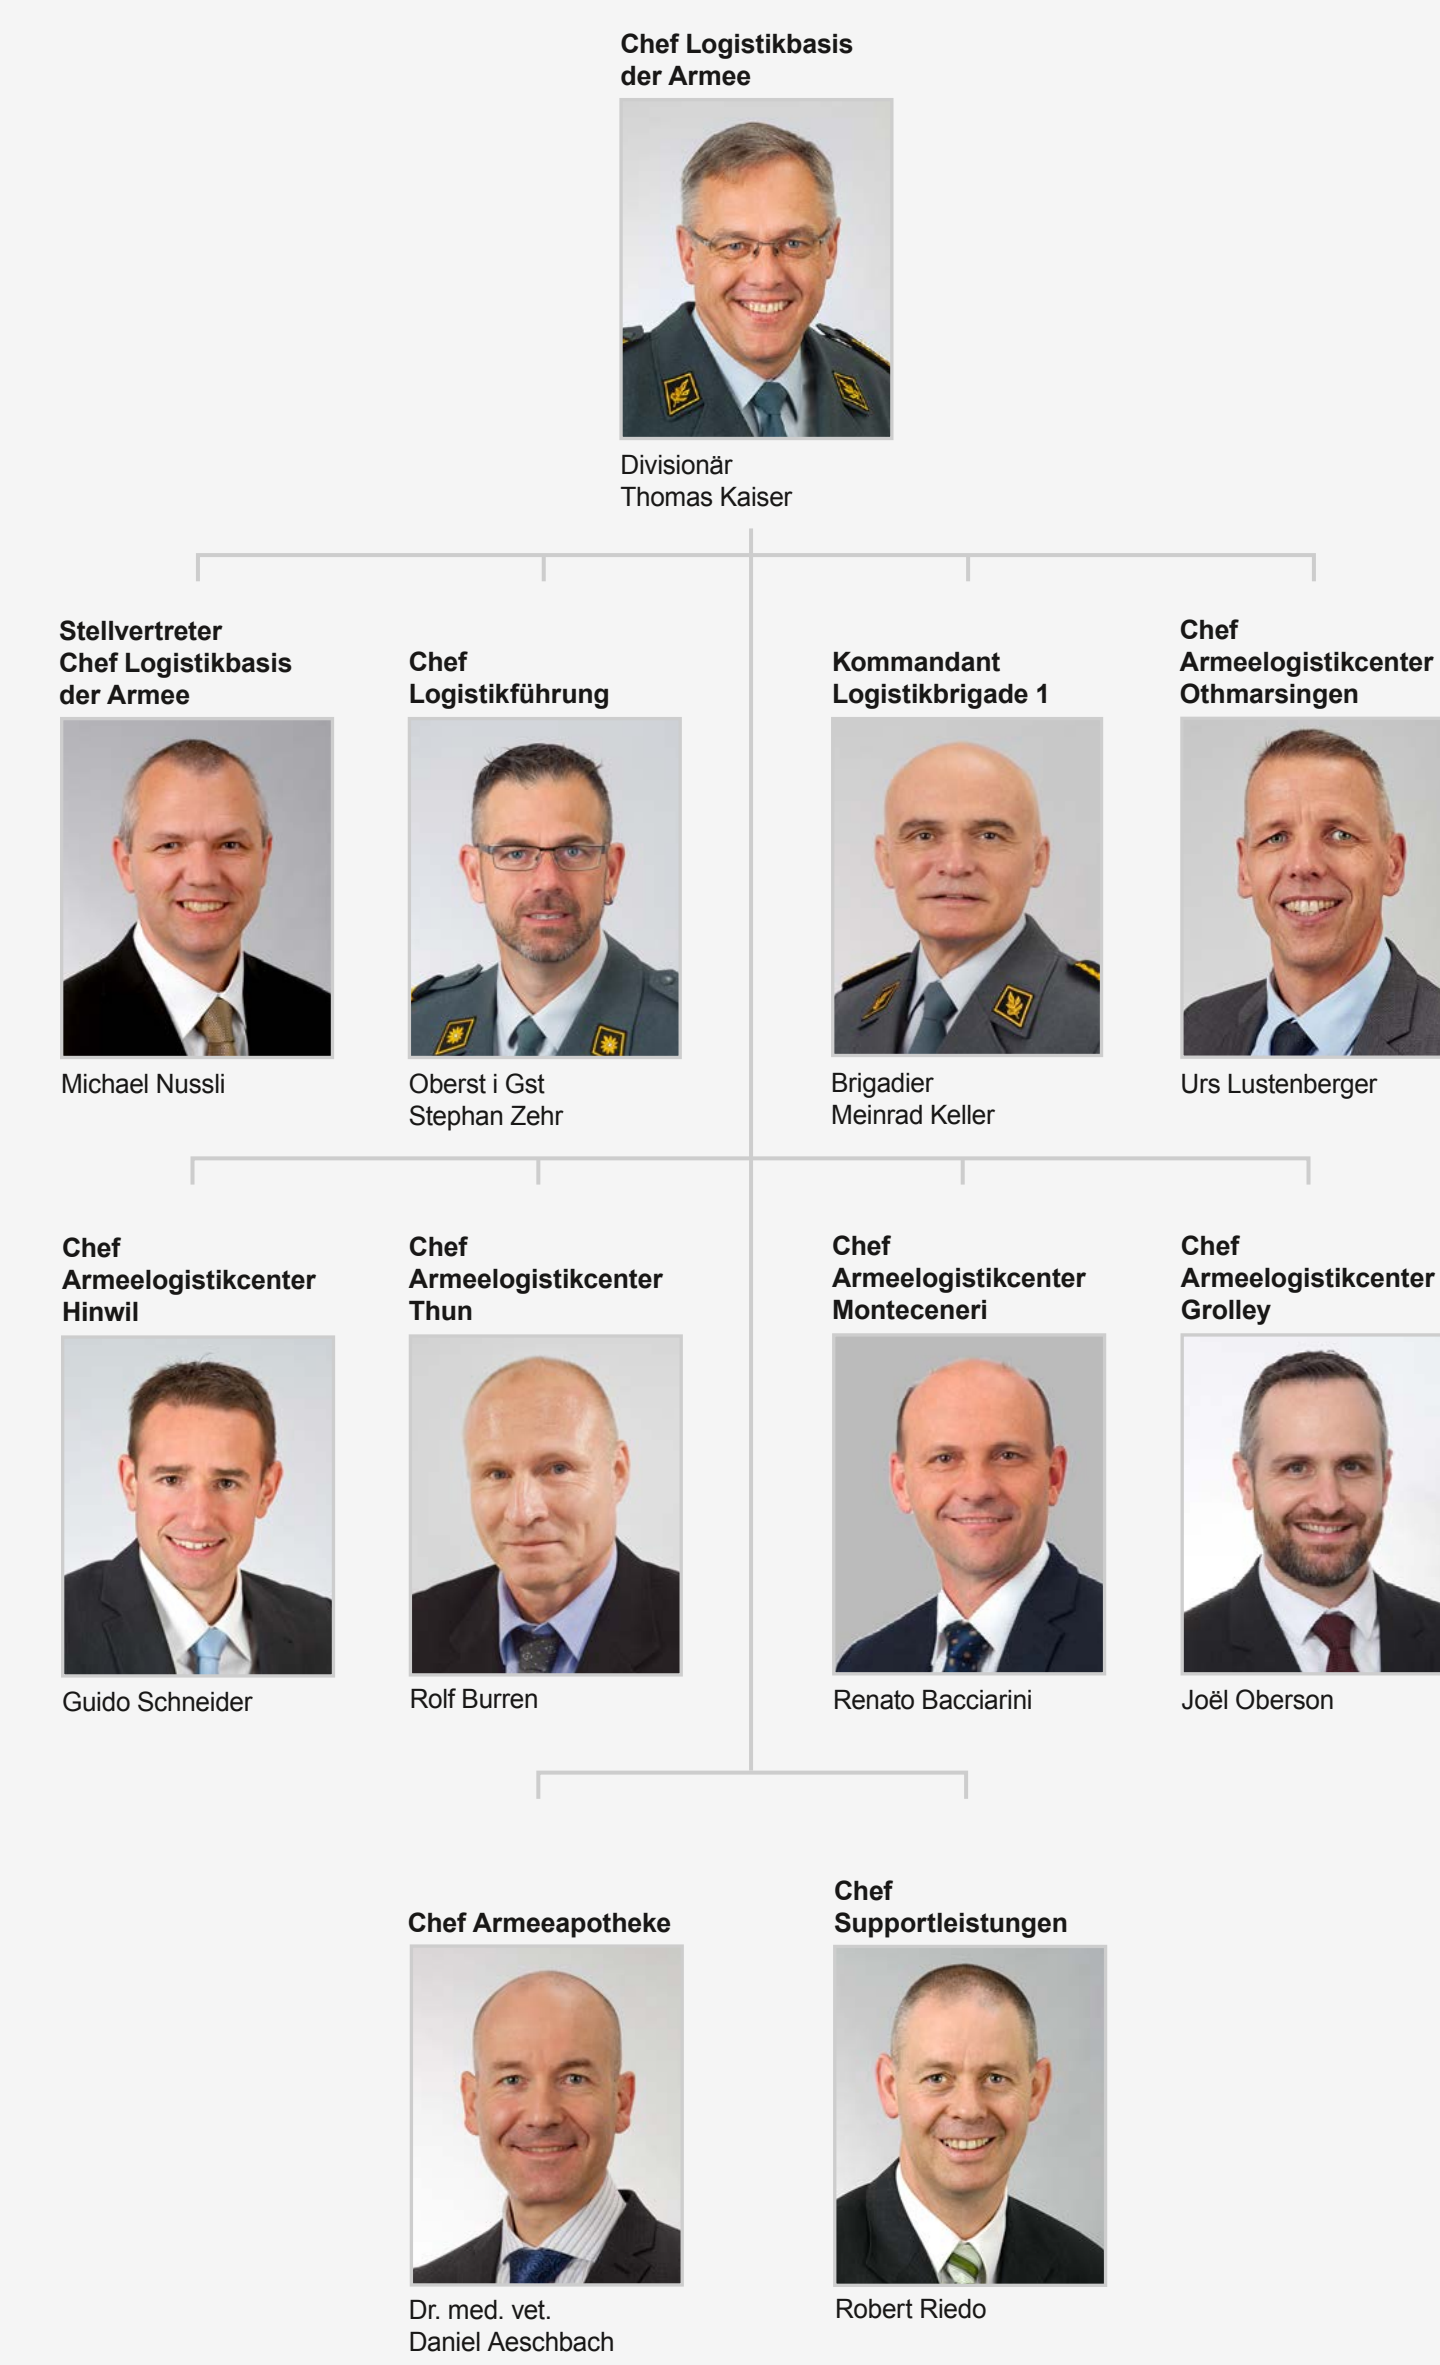 Chef Logistikbasis
der Armee
Divisionär
Thomas Kaiser
Stellvertreter
Chef Logistikbasis
der Armee
Michael Nussli
Chef
Logistikführung
Oberst i Gst
Stephan Zehr
Kommandant
Logistikbrigade 1
Brigadier
Meinrad Keller
Chef
Armeelogistikcenter
Othmarsingen
Urs Lustenberger
Chef
Armeelogistikcenter
Hinwil
Guido Schneider
Chef
Armeelogistikcenter
Thun
Rolf Burren
Chef
Armeelogistikcenter
Monteceneri
Renato Bacciarini
Chef
Armeelogistikcenter
Grolley
Joël Oberson
Chef Armeeapotheke
Dr. med. vet.
Daniel Aeschbach
Chef
Supportleistungen
Robert Riedo